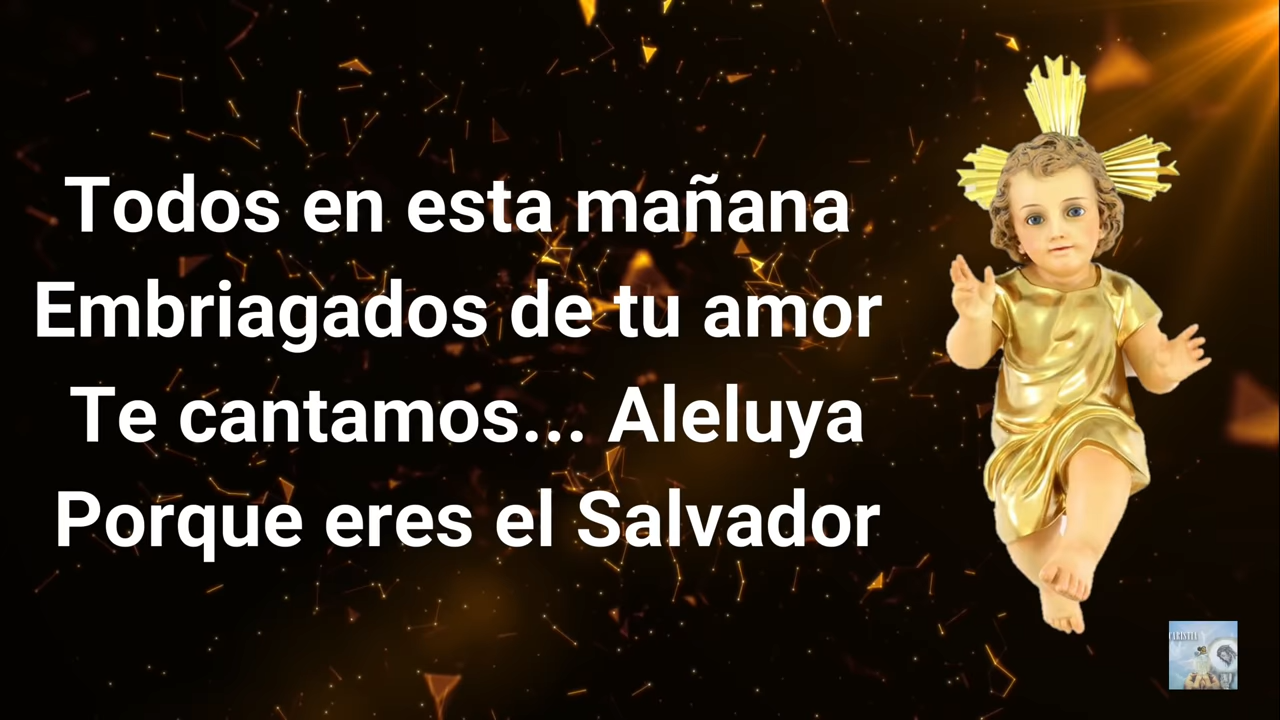 Todos en esta mañana
Embriagados de tu amor
Te cantamos... Aleluya
Porque eres el Salvador